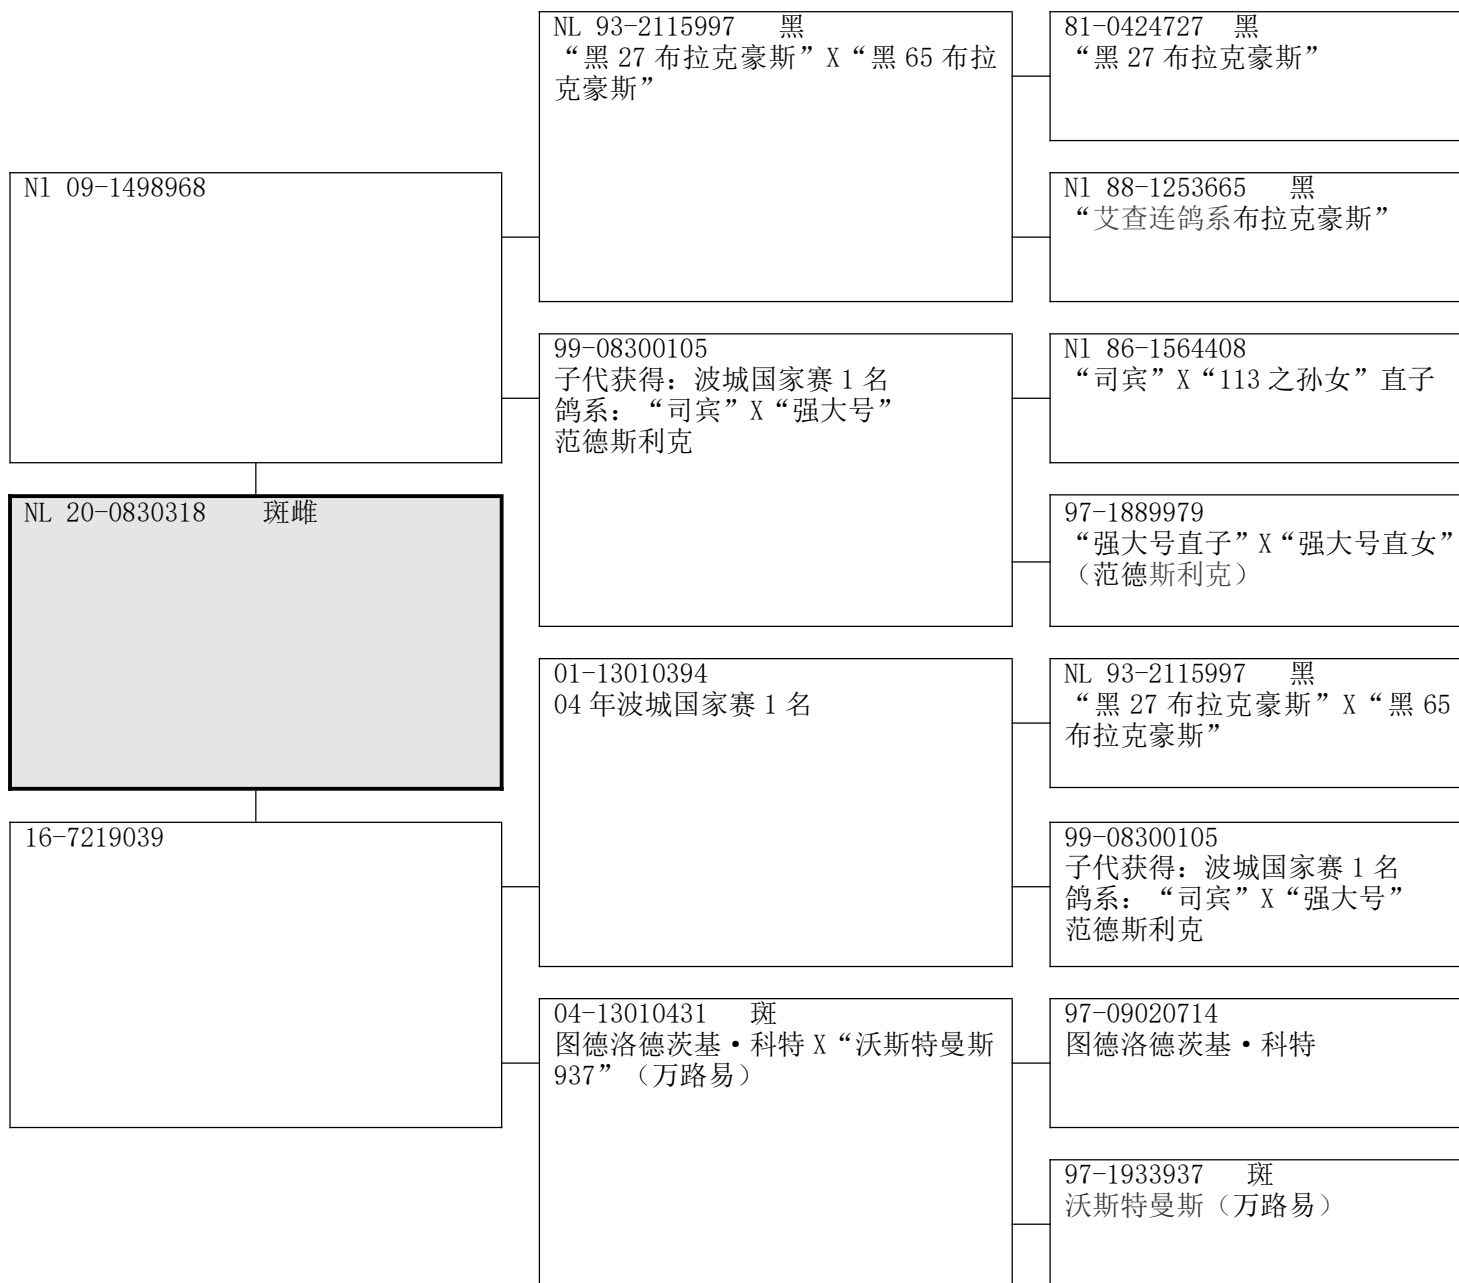 NL 93-2115997 黑
“黑 27 布拉克豪斯”X“黑 65 布拉
克豪斯”
81-0424727 黑
“黑 27 布拉克豪斯”
Nl 88-1253665 黑
“艾查连鸽系布拉克豪斯”
Nl 09-1498968
99-08300105
子代获得：波城国家赛 1 名
鸽系：“司宾”X“强大号”
范德斯利克
Nl 86-1564408
“司宾”X“113 之孙女”直子
NL 20-0830318 斑雌
97-1889979
“强大号直子”X“强大号直女”
（范德斯利克）
01-13010394
04 年波城国家赛 1 名
NL 93-2115997 黑
“黑 27 布拉克豪斯”X“黑 65
布拉克豪斯”
16-7219039
99-08300105
子代获得：波城国家赛 1 名
鸽系：“司宾”X“强大号”
范德斯利克
04-13010431 斑
图德洛德茨基·科特 X“沃斯特曼斯
937”（万路易）
97-09020714
图德洛德茨基·科特
97-1933937 斑
沃斯特曼斯（万路易）